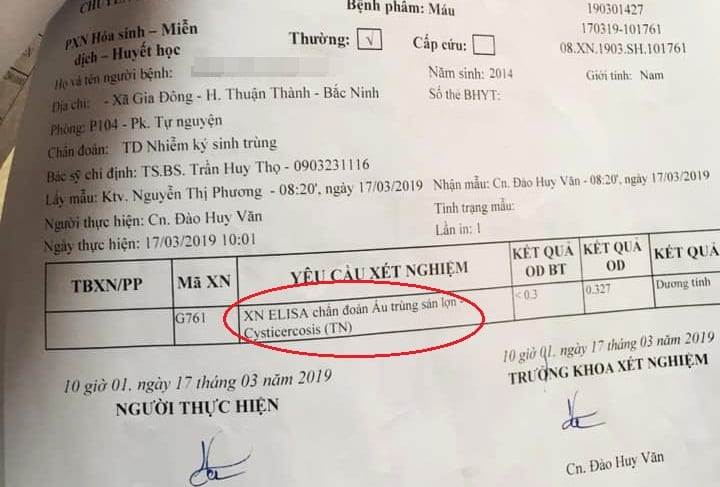 Bệnh phẩm: Máu
190301427
170319-101761
08.XN.1903.SH.101761
PXN Hóa sinh – Miễn
dịch – Huyết học
Thường: √
Cấp cứu:
Họ và tên người bệnh:
Năm sinh: 2014
Giới tính: Nam
Địa chỉ: - Xã Gia Đông - H. Thuận Thành - Bắc Ninh
Số thẻ BHYT:
Phòng: P104 - Pk. Tự nguyện
Chẩn đoán: TD Nhiễm ký sinh trùng
Bác sỹ chỉ định: TS.BS. Trần Huy Thọ - 0903231116
Lấy mẫu: Ktv. Nguyễn Thị Phương - 08:20', ngày 17/03/2019 Nhận mẫu: Cn. Đào Huy Văn - 08:20', ngày 17/03/2019
Người thực hiện: Cn. Đào Huy Văn
Tình trạng mẫu:
Ngày thực hiện: 17/03/2019 10:01
Lần in: 1
TBXN/PP Mã XN YÊU CẦU XÉT NGHIỆM KẾT QUẢ OD BT KẾT QUẢ OD KẾT QUẢ
G761 XN ELISA chẩn đoán Ấu trùng sán lợn - < 0.3 0.327 Dương tính
Cysticercosis (TN)
10 giờ 01. ngày 17 tháng 03 năm 2019
NGƯỜI THỰC HIỆN
10 giờ 01. ngày 17 tháng 03 năm 2019
TRƯỞNG KHOA XÉT NGHIỆM
Cn. Đào Huy Văn